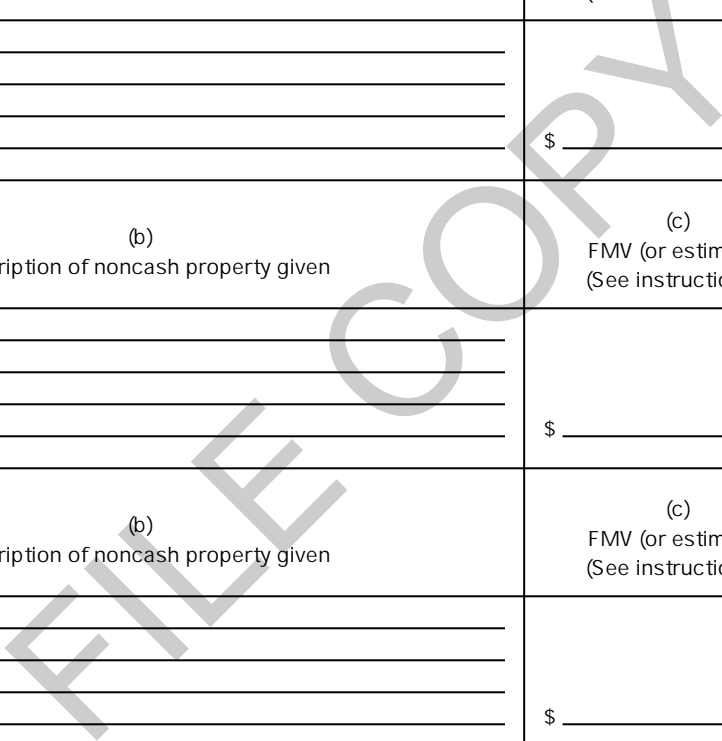 $
(b)
ription of noncash property given
(c)
FMV (or estim
(See instructio
$
(b)
ription of noncash property given
(c)
FMV (or estim
(See instructio
$
FILE COPY